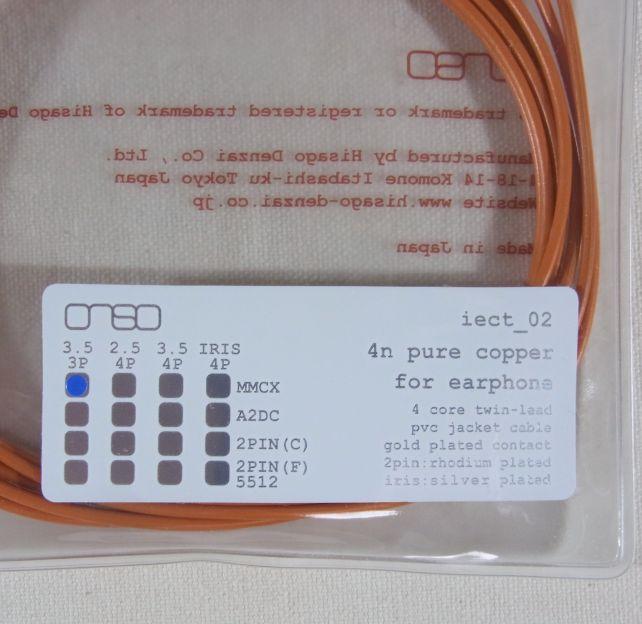 onso
trademark or registered trademark of Hisago De
Manufactured by Hisago Denzai Co., Ltd.
4-18-14 Komone Itabashi-ku Tokyo Japan
Website www.hisago-denzai.co.jp
Made in Japan
onso
iect_02
4n pure copper
for earphone
3.5 2.5 3.5 IRIS
3P 4P 4P 4P
MMCX
A2DC
2PIN(C)
2PIN(F)
5512
4 core twin-lead
pvc jacket cable
gold plated contact
2pin:rhodium plated
iris:silver plated